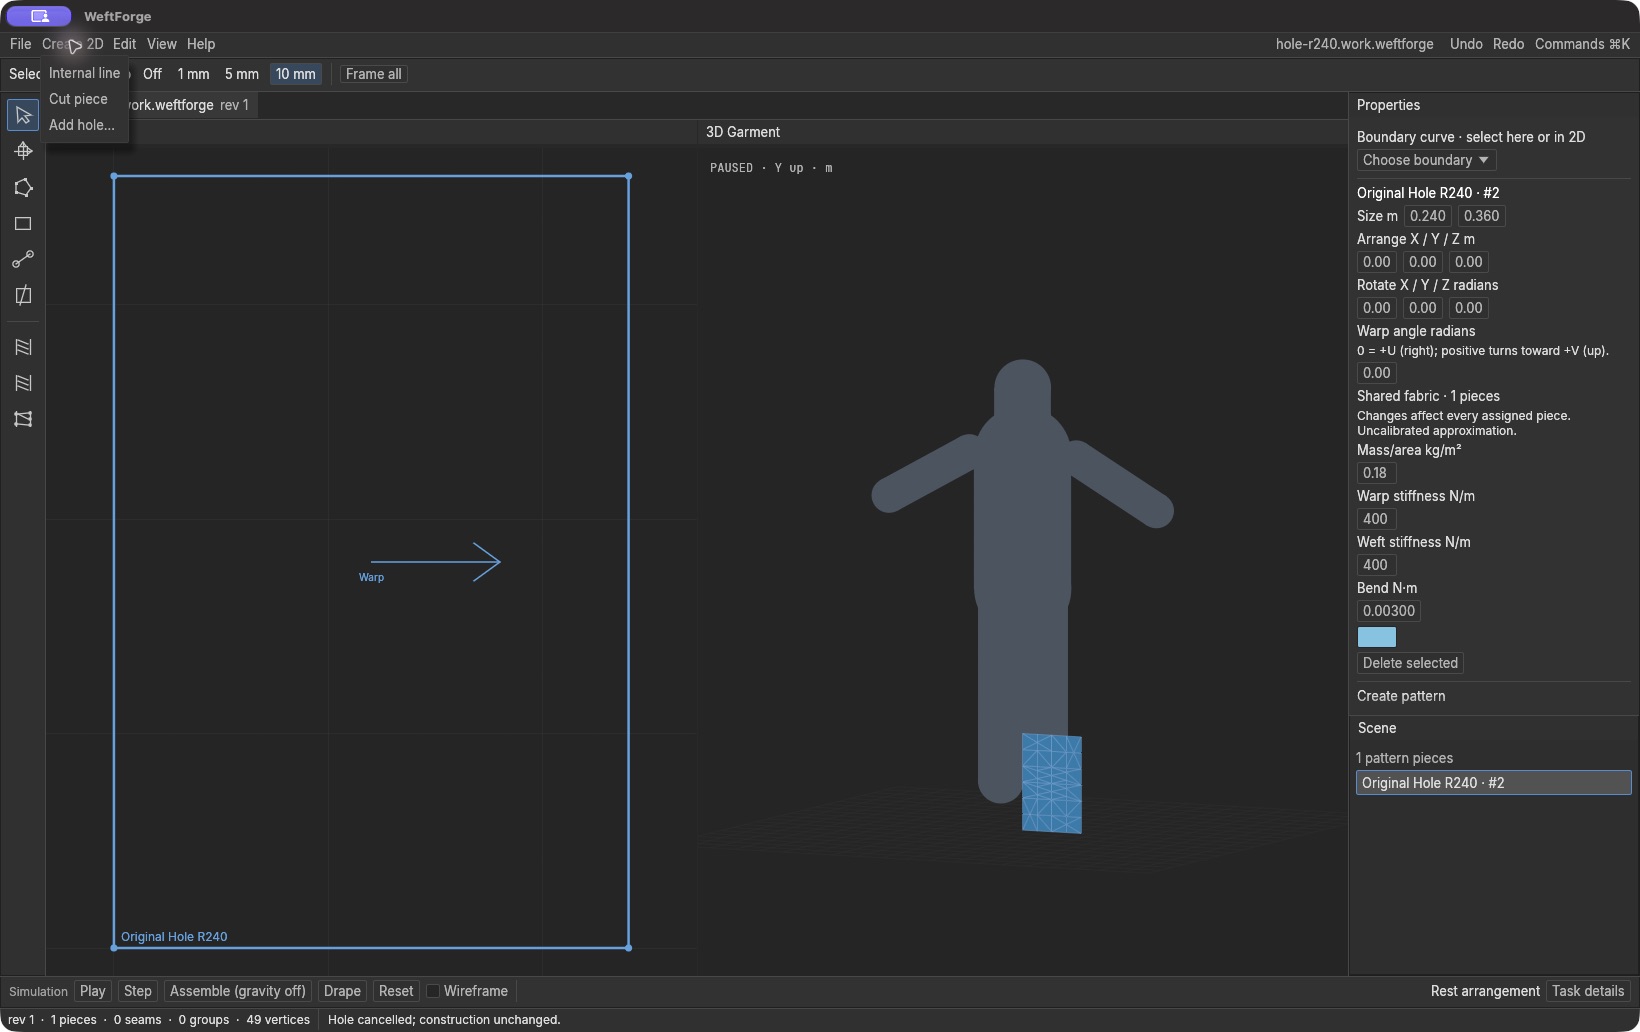 WeftForge
File Create 2D Edit View Help
hole-r240.work.weftforge Undo Redo Commands ⌘K
Off 1 mm 5 mm 10 mm Frame all
Internal line
Cut piece
Add hole...
rev 1
3D Garment
PAUSED · Y up · m
Warp
Original Hole R240
Properties
Boundary curve · select here or in 2D
Choose boundary
Original Hole R240 · #2
Size m 0.240 0.360
Arrange X / Y / Z m
0.00 0.00 0.00
Rotate X / Y / Z radians
0.00 0.00 0.00
Warp angle radians
0 = +U (right); positive turns toward +V (up).
0.00
Shared fabric · 1 pieces
Changes affect every assigned piece.
Uncalibrated approximation.
Mass/area kg/m²
0.18
Warp stiffness N/m
400
Weft stiffness N/m
400
Bend N·m
0.00300
Delete selected
Create pattern
Scene
1 pattern pieces
Original Hole R240 · #2
Simulation Play Step Assemble (gravity off) Drape Reset Wireframe
Rest arrangement Task details
rev 1 · 1 pieces · 0 seams · 0 groups · 49 vertices Hole cancelled; construction unchanged.